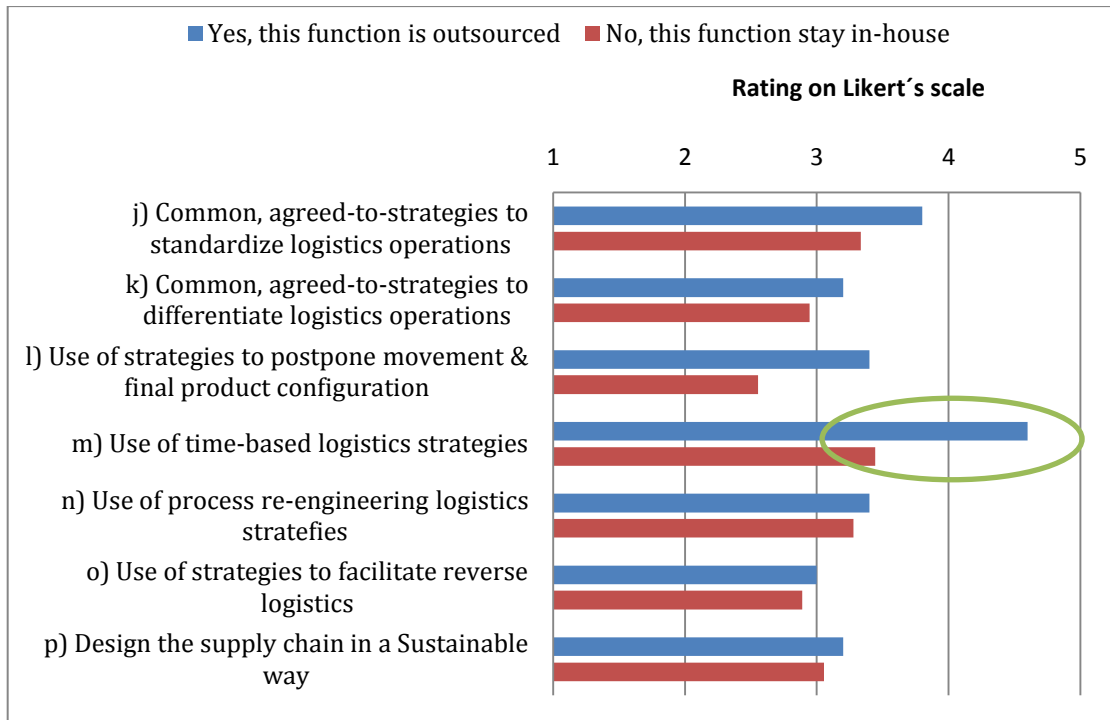 Yes, this function is outsourced No, this function stay in-house
Rating on Likert´s scale
1 2 3 4 5
j) Common, agreed-to-strategies to
standardize logistics operations
k) Common, agreed-to-strategies to
differentiate logistics operations
l) Use of strategies to postpone movement &
final product configuration
m) Use of time-based logistics strategies
n) Use of process re-engineering logistics
stratefies
o) Use of strategies to facilitate reverse
logistics
p) Design the supply chain in a Sustainable
way